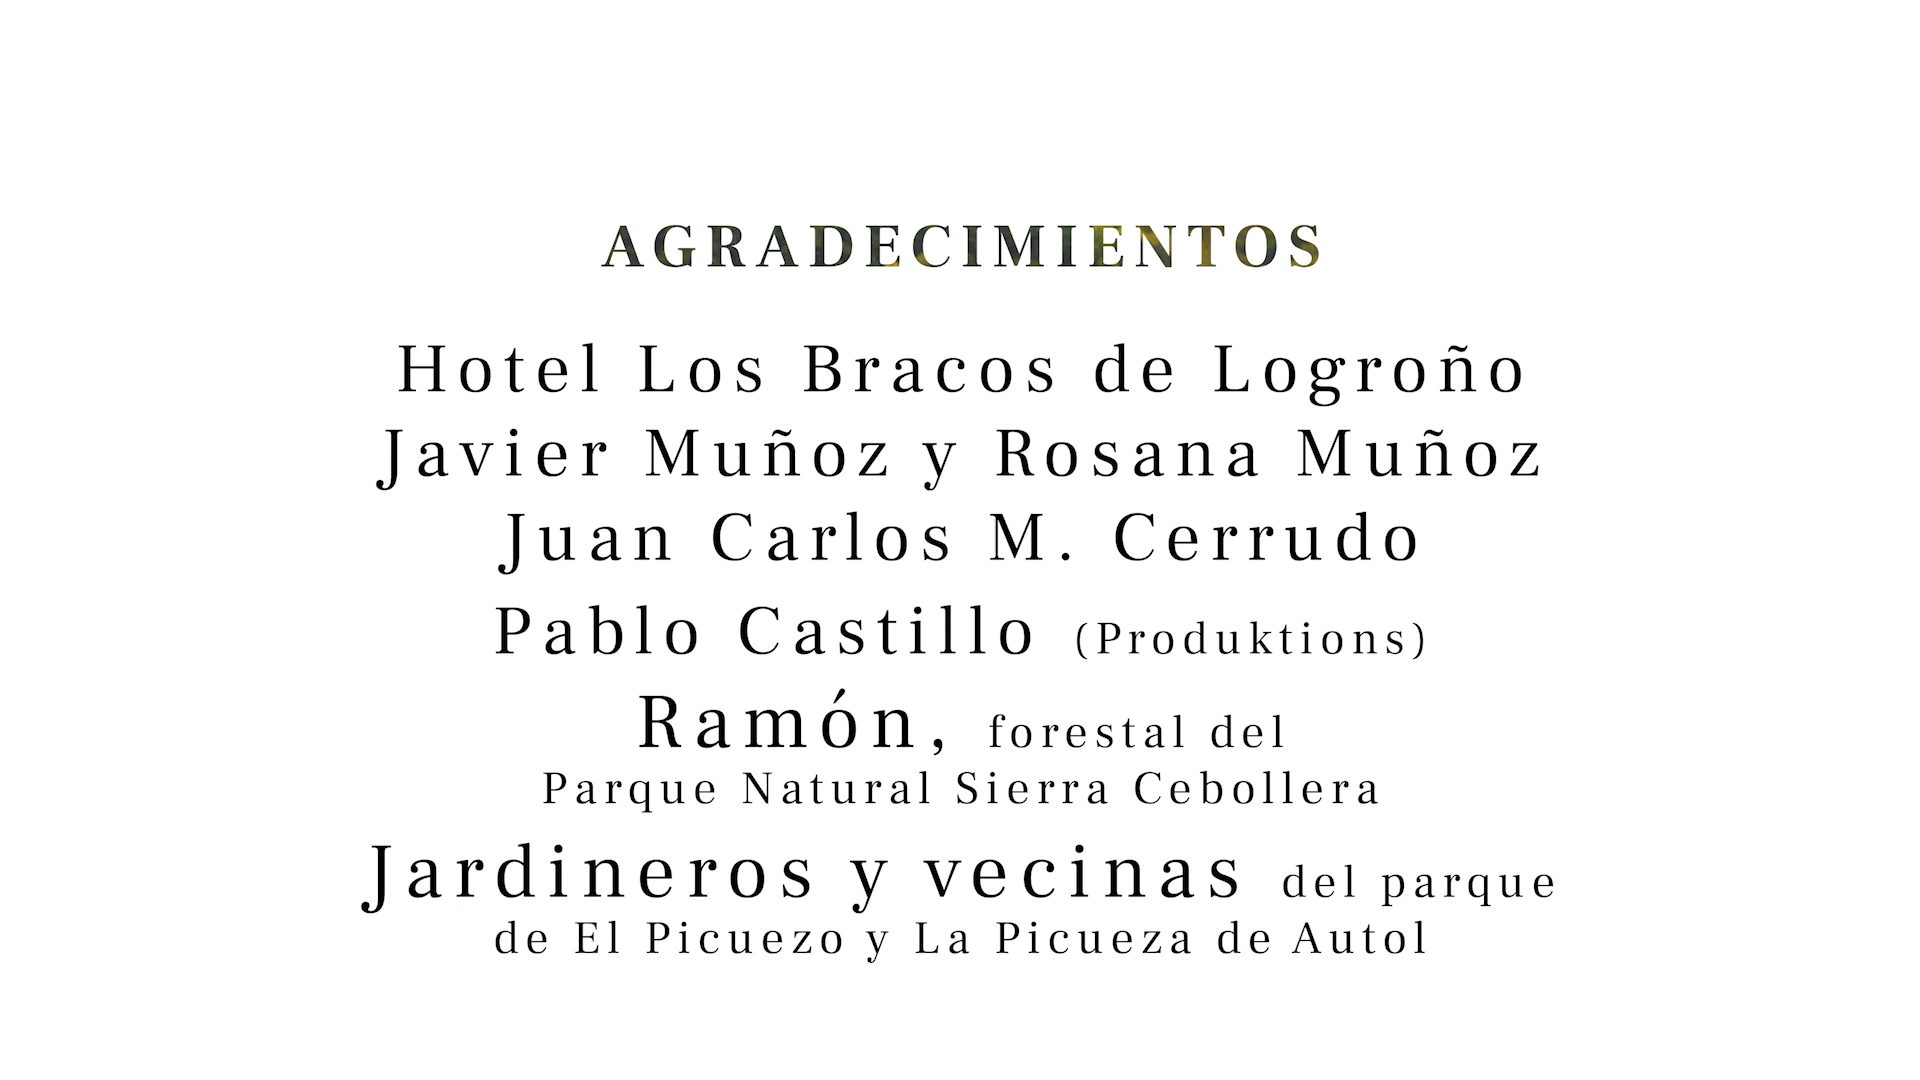 AGRADECIMIENTOS
Hotel Los Bracos de Logroño
Javier Muñoz y Rosana Muñoz
Juan Carlos M. Cerrudo
Pablo Castillo (Produktions)
Ramón, forestal del
Parque Natural Sierra Cebollera
Jardineros y vecinas del parque
de El Picuezo y La Picueza de Autol